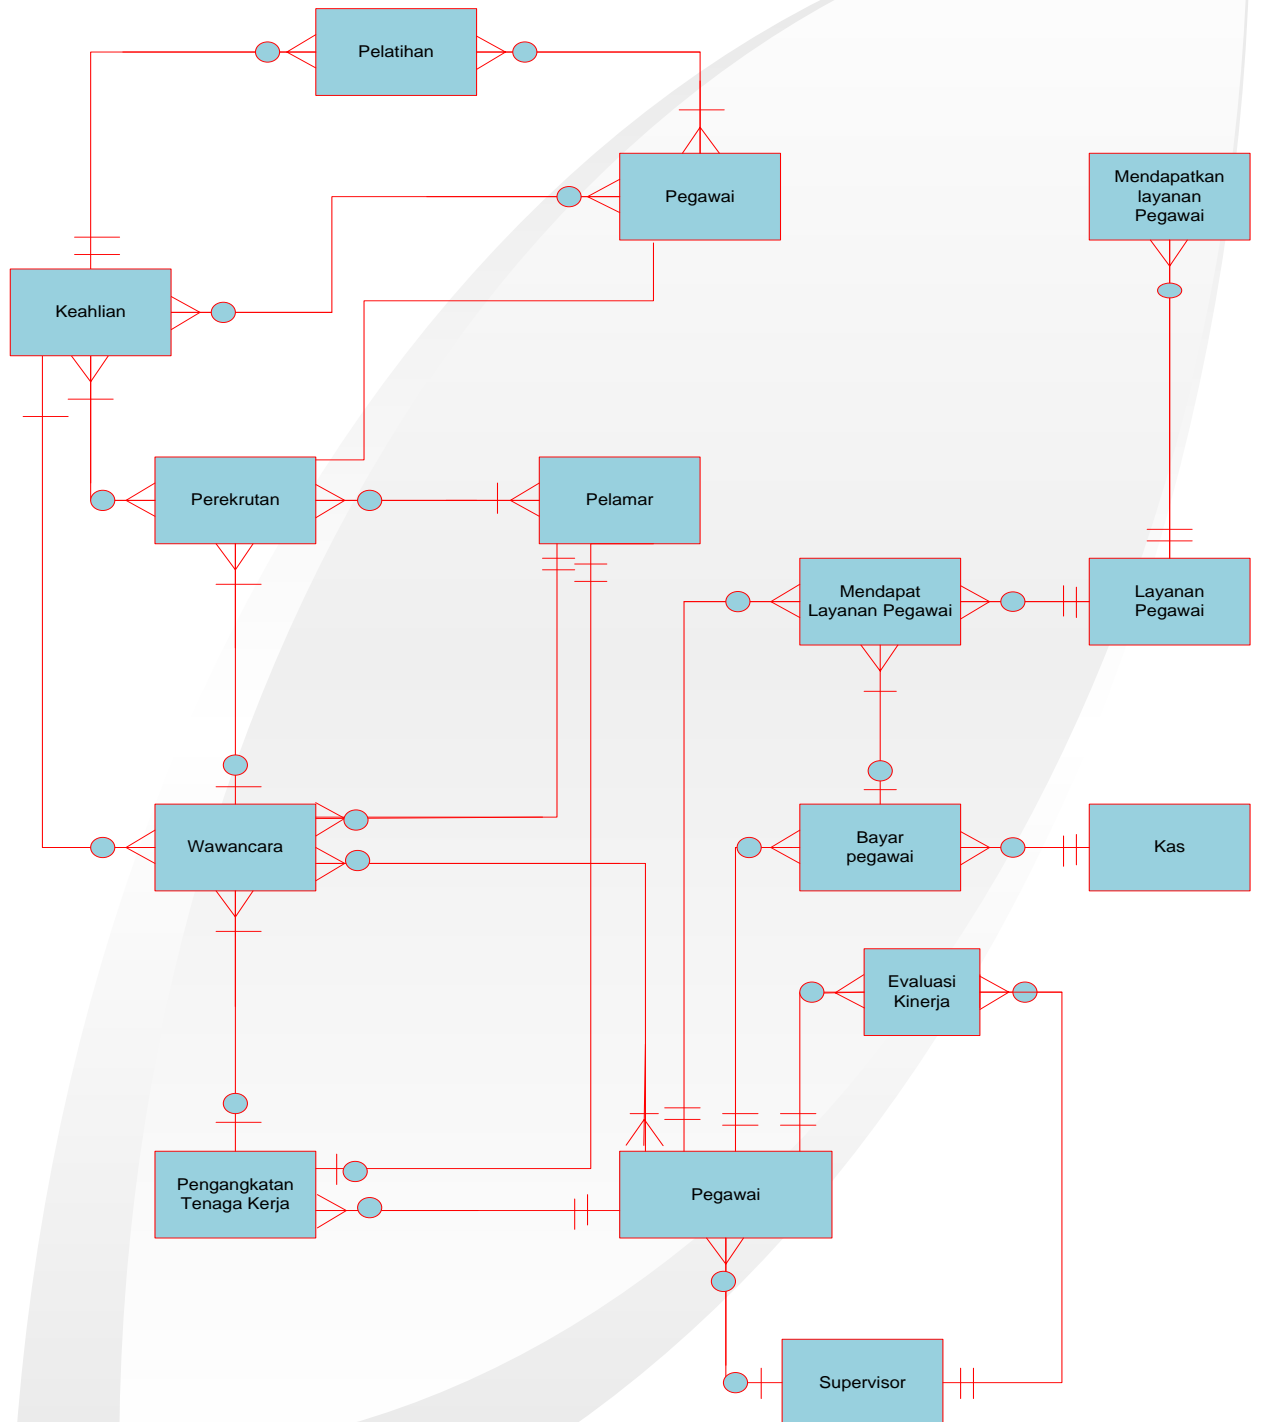 Pelatihan
Pegawai
Mendapatkan
layanan
Pegawai
Keahlian
Perekrutan
Pelamar
Mendapat
Layanan Pegawai
Layanan
Pegawai
Wawancara
Bayar
pegawai
Kas
Evaluasi
Kinerja
Pengangkatan
Tenaga Kerja
Pegawai
Supervisor